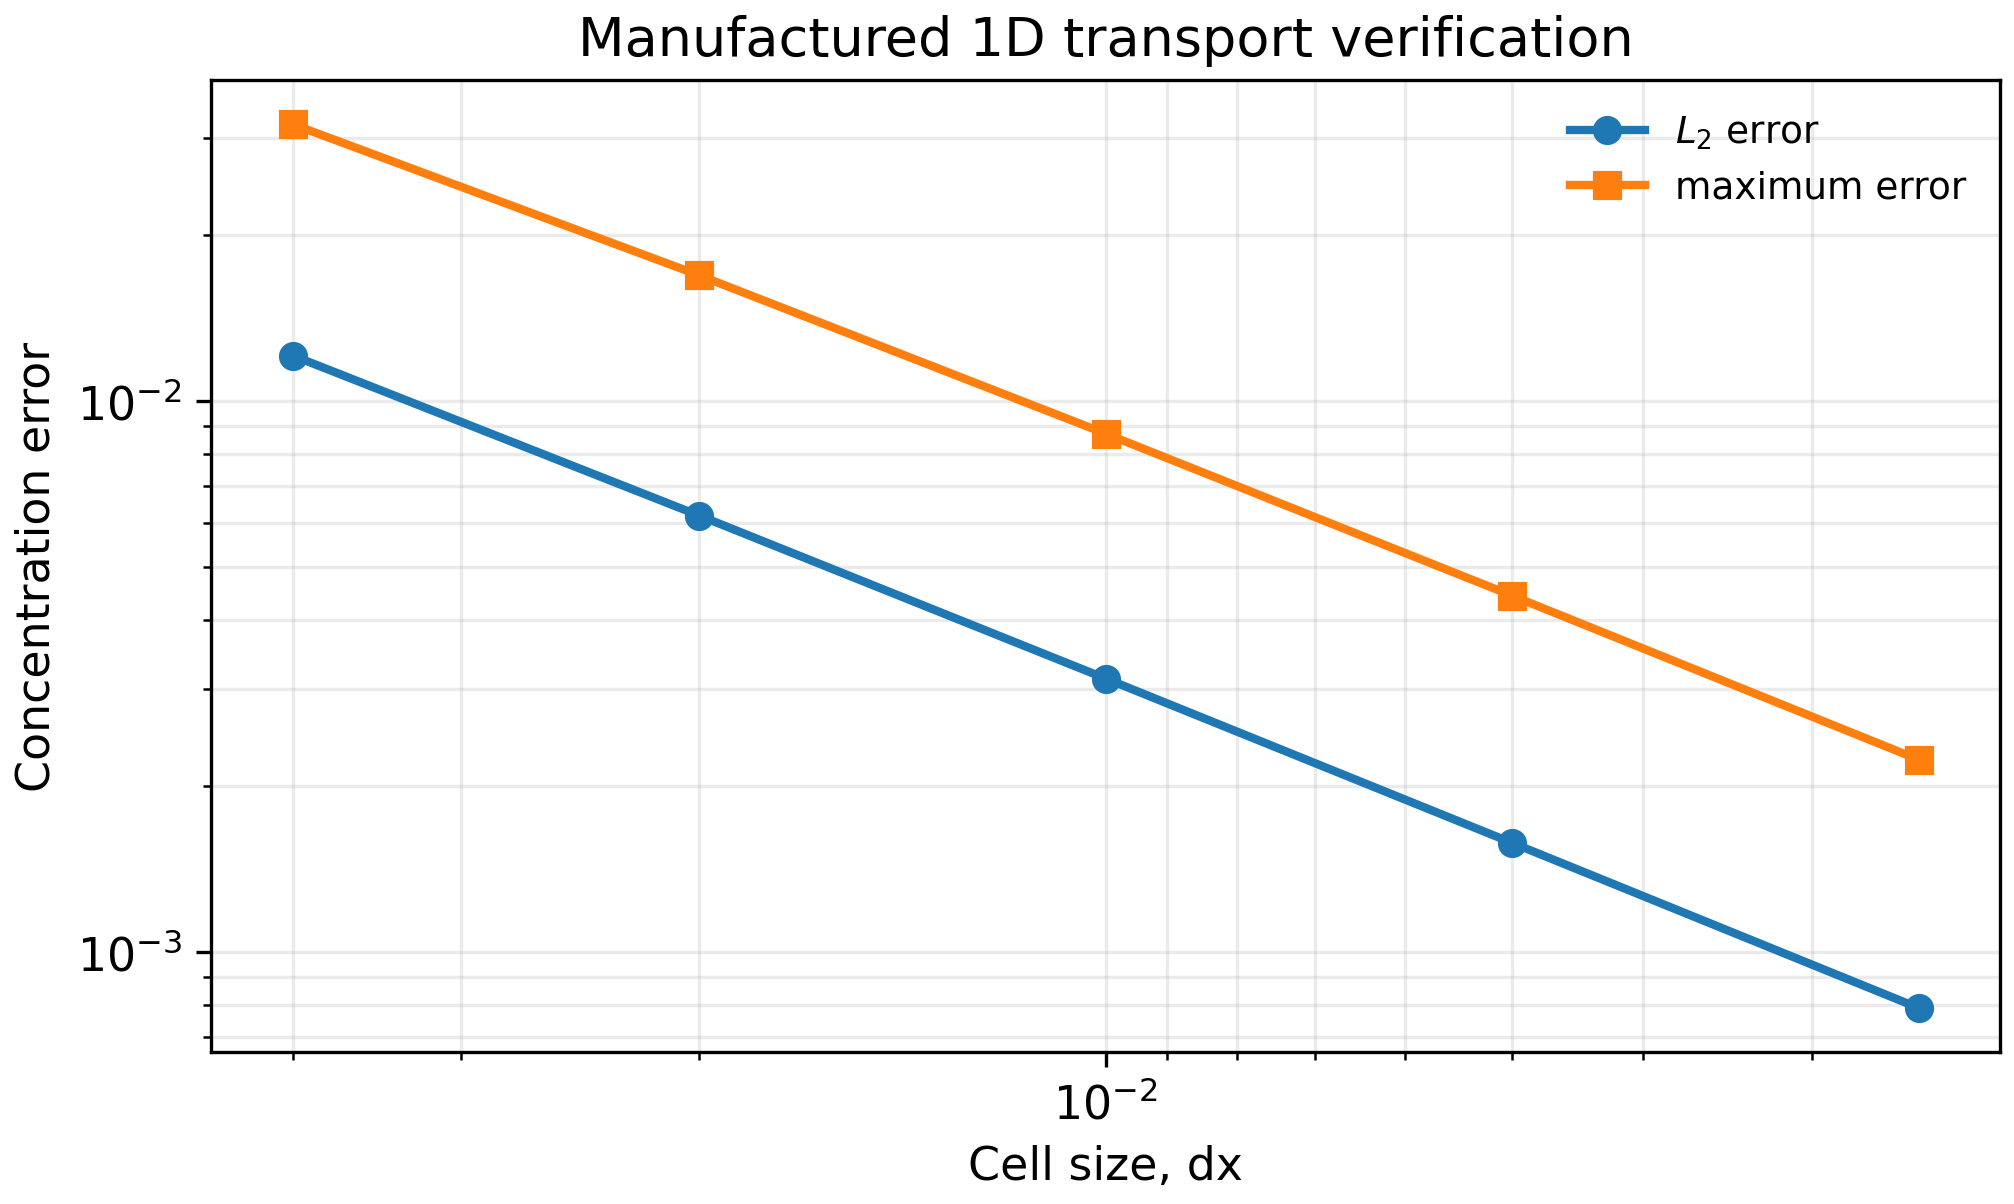 Manufactured 1D transport verification
L₂ error
maximum error
Concentration error
10⁻²
10⁻³
10⁻²
Cell size, dx